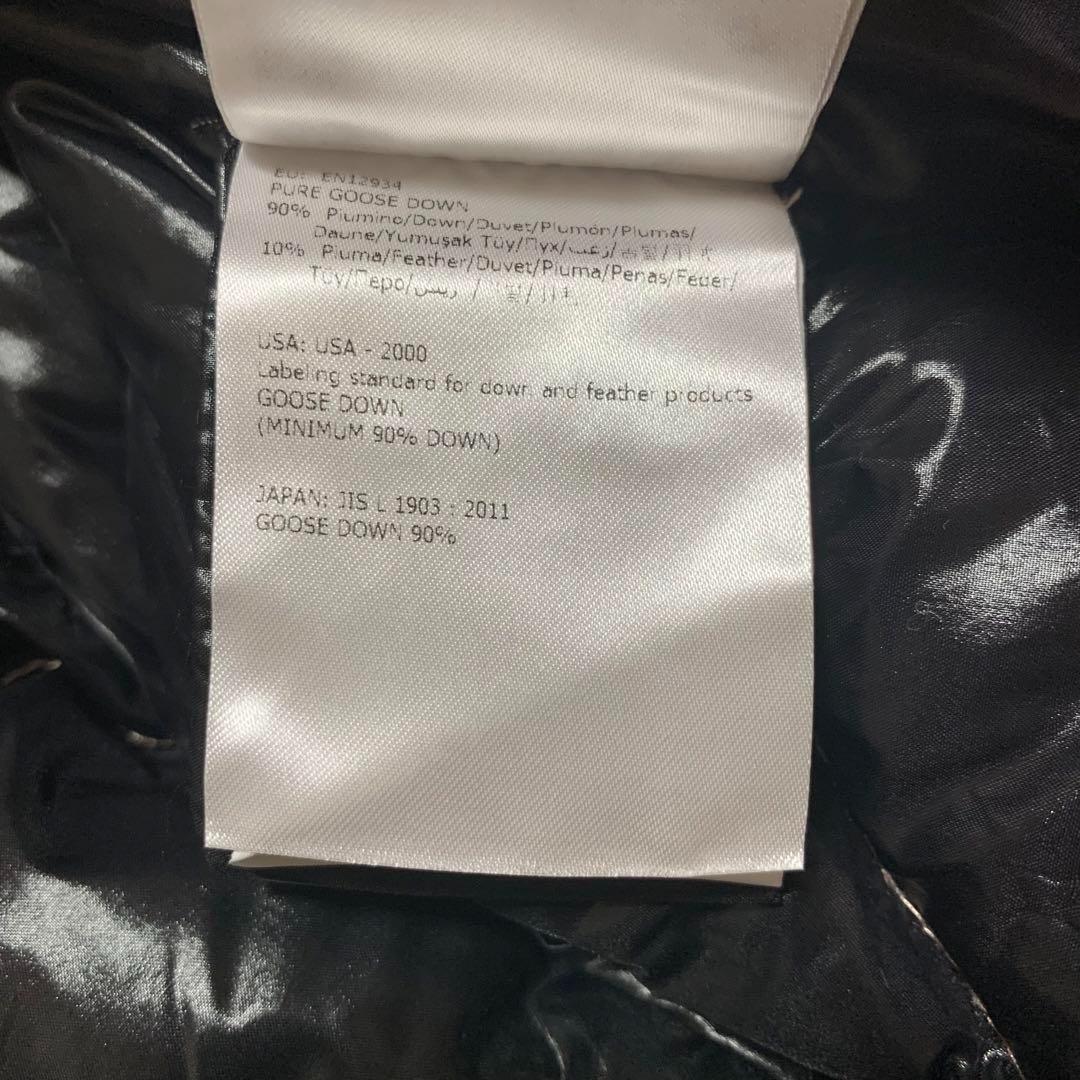 EU: EN12934
PURE GOOSE DOWN
90% Piumino/Down/Duvet/Plumón/Plumas/
Daune/Yumuşak Tüy/Пух/زغب/
10% Piuma/Feather/Duvet/Piuma/Penas/Feder/
Tüy/Перо/ريش /
USA: USA - 2000
Labeling standard for down and feather products
GOOSE DOWN
(MINIMUM 90% DOWN)
JAPAN: JIS L 1903 : 2011
GOOSE DOWN 90%